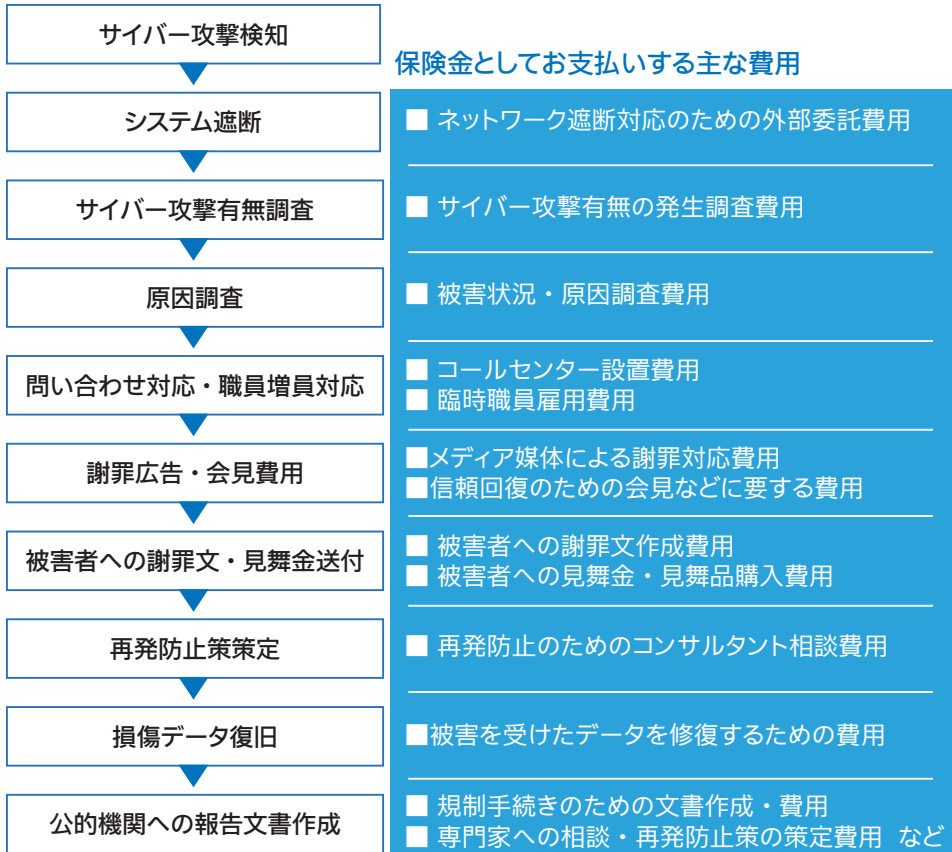 サイバー攻撃検知
保険金としてお支払いする主な費用
システム遮断
■ ネットワーク遮断対応のための外部委託費用
サイバー攻撃有無調査
■ サイバー攻撃有無の発生調査費用
原因調査
■ 被害状況・原因調査費用
問い合わせ対応・職員増員対応
■ コールセンター設置費用
■ 臨時職員雇用費用
謝罪広告・会見費用
■メディア媒体による謝罪対応費用
■信頼回復のための会見などに要する費用
被害者への謝罪文・見舞金送付
■ 被害者への謝罪文作成費用
■ 被害者への見舞金・見舞品購入費用
再発防止策策定
■ 再発防止のためのコンサルタント相談費用
損傷データ復旧
■被害を受けたデータを修復するための費用
公的機関への報告文書作成
■ 規制手続きのための文書作成・費用
■ 専門家への相談・再発防止策の策定費用 など